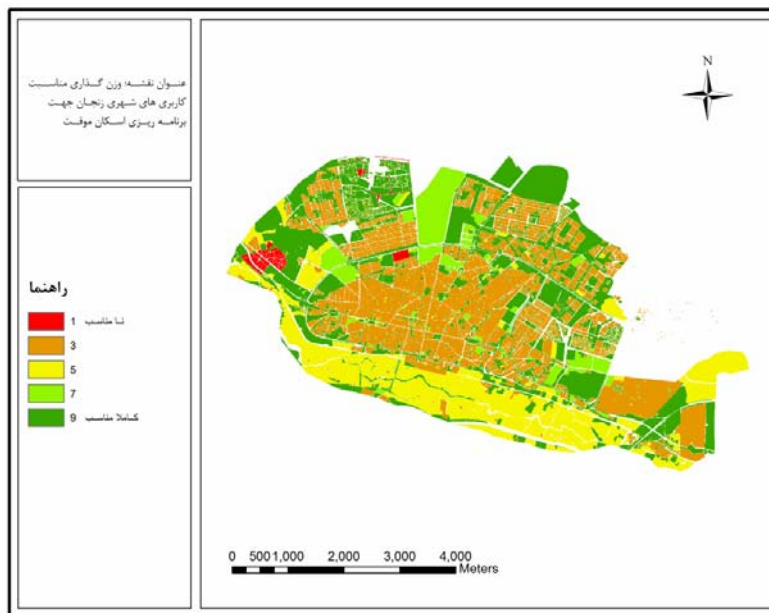 عنوان نقشه: وزن گذاری مناسبت
کاربری های شهری زنجان جهت
برنامه ریزی اسکان موقت
راهنما
نا مناسب 1
3
5
7
کاملا مناسب 9
N
0 500 1,000 2,000 3,000 4,000
Meters